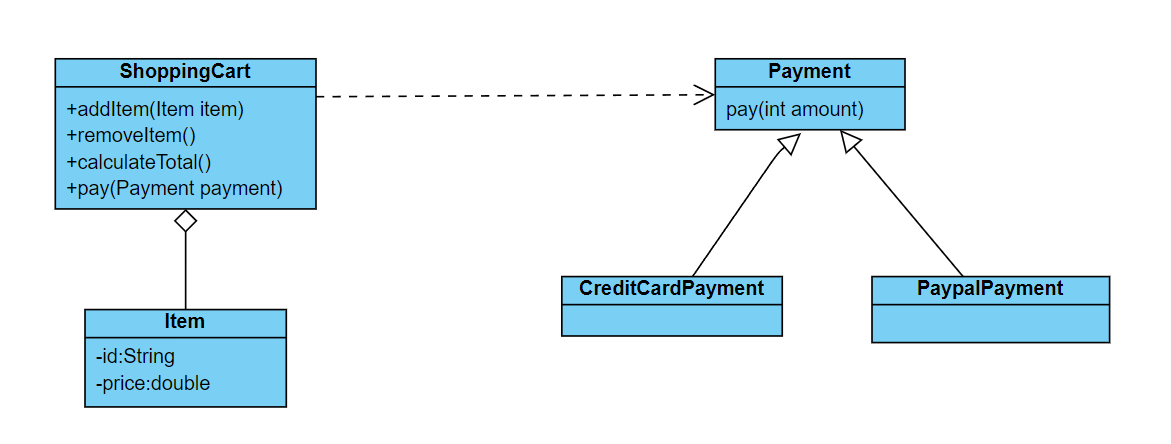 ShoppingCart
+addItem(Item item)
+removeItem()
+calculateTotal()
+pay(Payment payment)
Payment
pay(int amount)
CreditCardPayment
PaypalPayment
Item
-id:String
-price:double